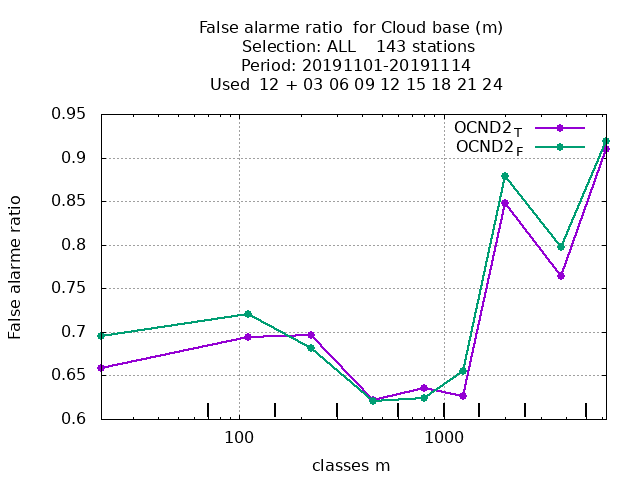 False alarme ratio  for Cloud base (m)
Selection: ALL    143 stations
Period: 20191101-20191114
Used  12 + 03 06 09 12 15 18 21 24
0.95
0.9
0.85
0.8
0.75
0.7
0.65
0.6
False alarme ratio
OCND2T
OCND2F
100
1000
classes m